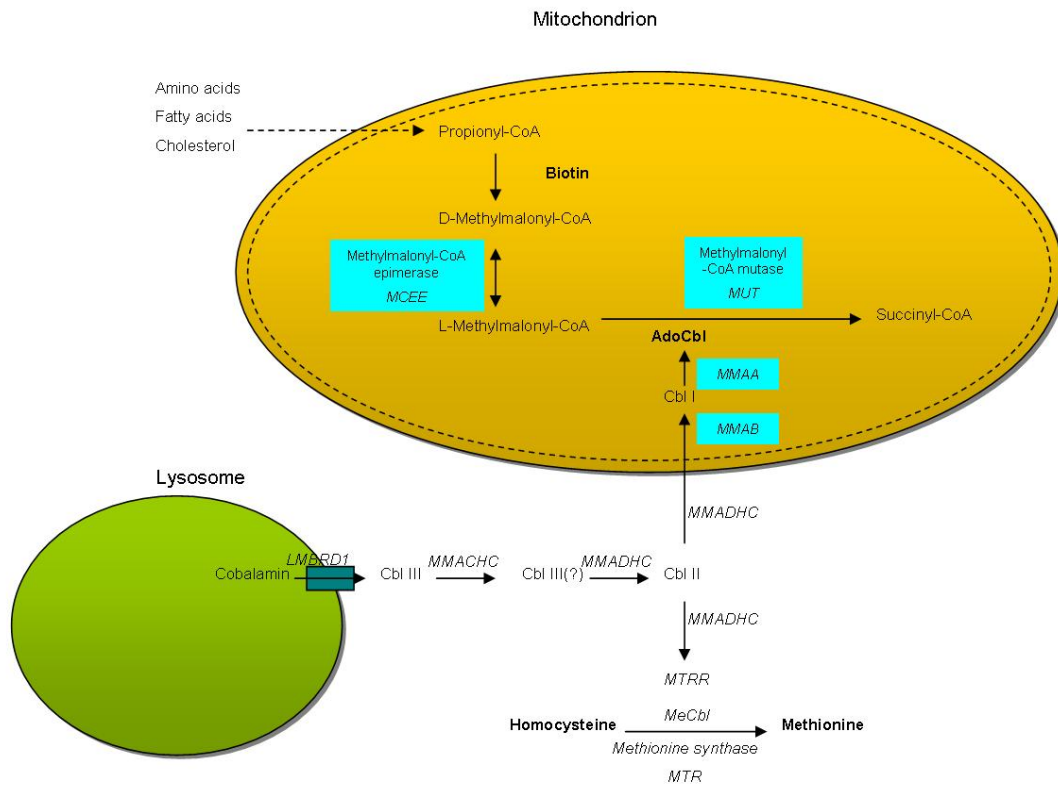 Mitochondrion
Amino acids
Fatty acids
Cholesterol
Propionyl-CoA
Biotin
D-Methylmalonyl-CoA
Methylmalonyl-CoA
epimerase
MCEE
Methylmalonyl
-CoA mutase
MUT
L-Methylmalonyl-CoA
Succinyl-CoA
AdoCbl
MMAA
Cbl I
MMAB
Lysosome
MMADHC
LMBRD1
MMACHC
MMADHC
Cobalamin
Cbl III
Cbl III(?)
Cbl II
MMADHC
MTRR
MeCbl
Homocysteine
Methionine
Methionine synthase
MTR